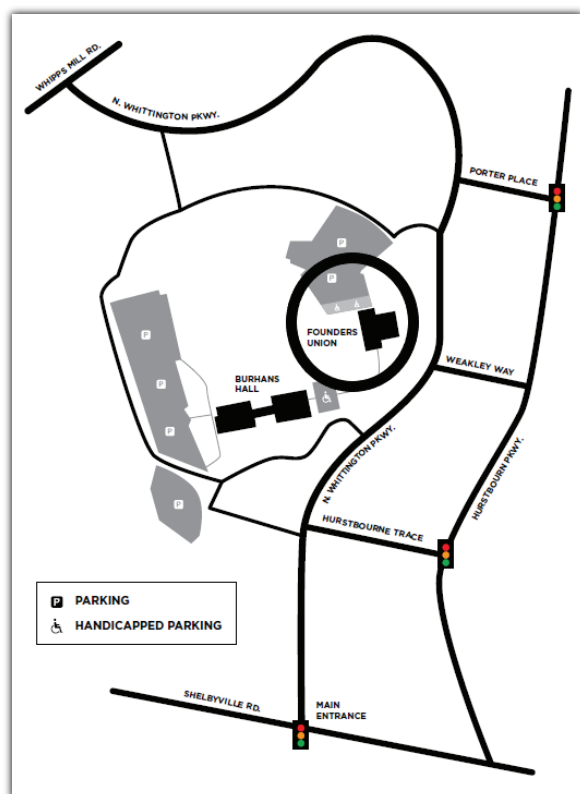 WHIPPS MILL RD.
N. WHITTINGTON PKWY.
PORTER PLACE
P
P
FOUNDERS
UNION
P
WEAKLEY WAY
BURHANS
HALL
P
P
N. WHITTINGTON PKWY.
HURSTBOURN PKWY.
P
HURSTBOURNE TRACE
P PARKING
HANDICAPPED PARKING
SHELBYVILLE RD.
MAIN
ENTRANCE